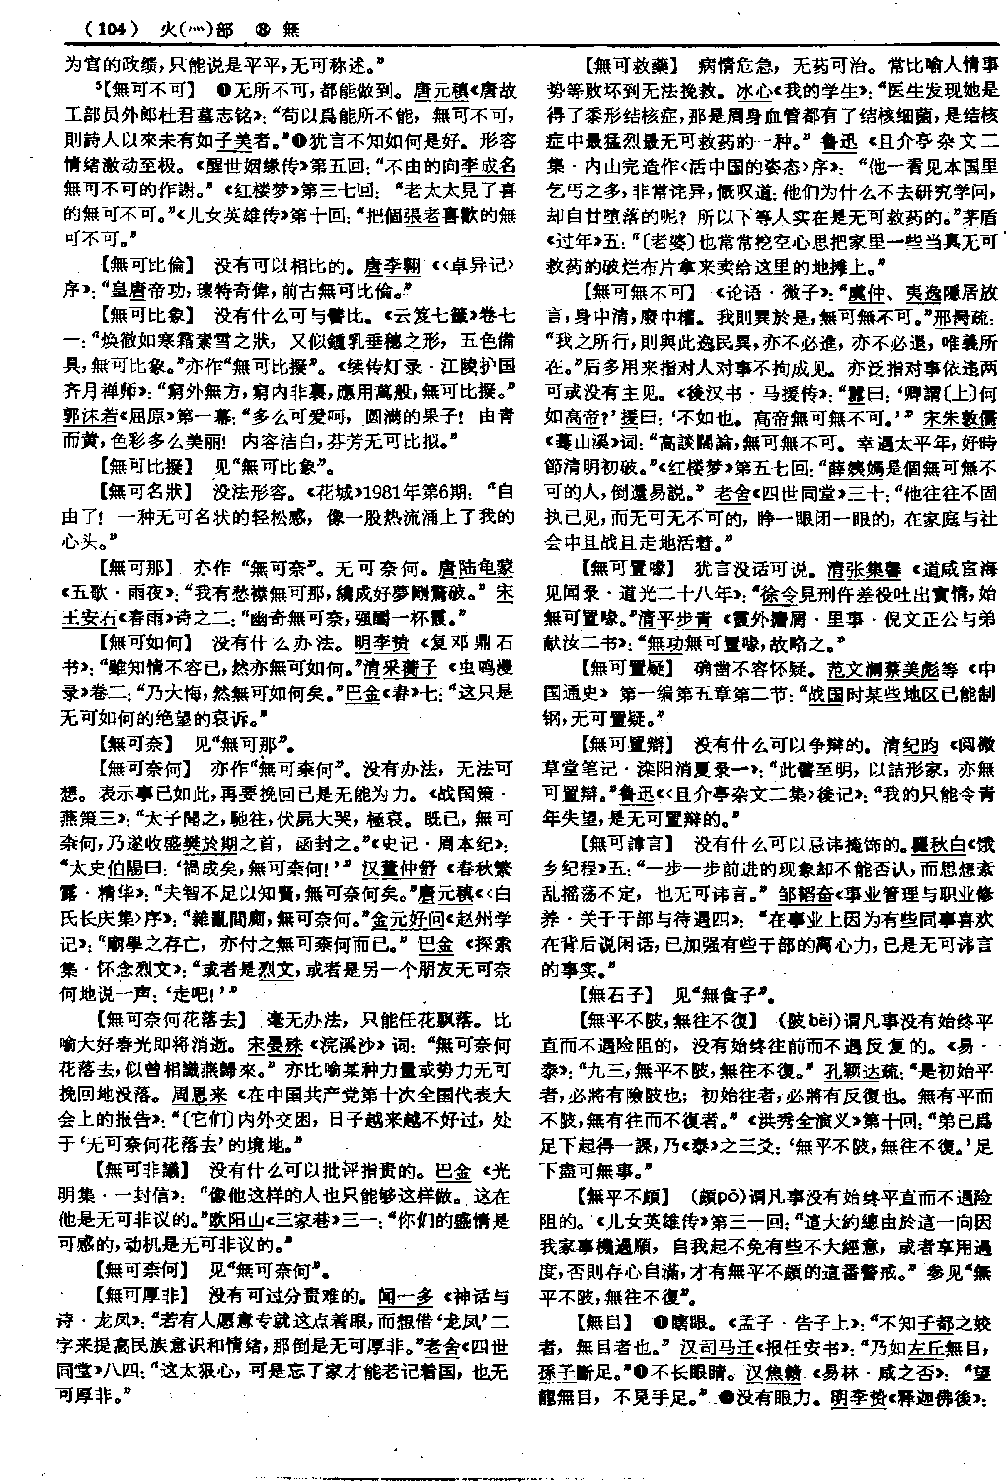 (104) 火(灬)部 ⑧ 無
为官的政绩,只能说是平平,无可称述。”
⁵【無可不可】 ❶无所不可,都能做到。唐元稹《唐故
工部员外郎杜君墓志铭》:“苟以爲能所不能,無可不可,
則詩人以來未有如子美者。”❶犹言不知如何是好。形容
情绪激动至极。《醒世姻缘传》第五回:“不由的向李成名
無可不可的作謝。”《红楼梦》第三七回:“老太太見了喜
的無可不可。”《儿女英雄传》第十回:“把個張老喜歡的無
可不可。”
【無可比倫】 没有可以相比的。唐李翱《〈卓异记〉
序》:“皇唐帝功,瓌特奇偉,前古無可比倫。”
【無可比象】 没有什么可与譬比。《云笈七籤》卷七
一:“焕徹如寒霜素雪之狀,又似鍾乳垂穗之形,五色備
具,無可比象。”亦作“無可比擬”。《续传灯录·江陵护国
齐月禅师》:“窮外無方,窮内非裏,應用萬般,無可比擬。”
郭沫若《屈原》第一幕:“多么可爱呵,圆满的果子!由青
而黄,色彩多么美丽!内容洁白,芬芳无可比拟。”
【無可比擬】 见“無可比象”。
【無可名狀】 没法形容。《花城》1981年第6期:“自
由了!一种无可名状的轻松感,像一股热流涌上了我的
心头。”
【無可那】 亦作“無可奈”。无可奈何。唐陆龟蒙
《五歌·雨夜》:“我有愁襟無可那,纔成好夢剛驚破。”宋
王安石《春雨》诗之二:“幽奇無可奈,强釂一杯霞。”
【無可如何】 没有什么办法。明李贽《复邓鼎石
书》:“雖知情不容已,然亦無可如何。”清采蘅子《虫鸣漫
录》卷二:“乃大悔,然無可如何矣。”巴金《春》七:“这只是
无可如何的绝望的哀诉。”
【無可奈】 见“無可那”。
【無可奈何】 亦作“無可柰何”。没有办法,无法可
想。表示事已如此,再要挽回已是无能为力。《战国策·
燕策三》:“太子聞之,馳往,伏屍大哭,極哀。既已,無可
奈何,乃遂收盛樊於期之首,函封之。”《史记·周本纪》:
“太史伯陽曰:‘禍成矣,無可奈何!’”汉董仲舒《春秋繁
露·精华》:“夫智不足以知賢,無可奈何矣。”唐元稹《〈白
氏长庆集〉序》:“雜亂間廁,無可奈何。”金元好问《赵州学
记》:“廟學之存亡,亦付之無可柰何而已。”巴金《探索
集·怀念烈文》:“或者是烈文,或者是另一个朋友无可奈
何地说一声:‘走吧!’”
【無可奈何花落去】 毫无办法,只能任花飘落。比
喻大好春光即将消逝。宋晏殊《浣溪沙》词:“無可奈何
花落去,似曾相識燕歸來。”亦比喻某种力量或势力无可
挽回地没落。周恩来《在中国共产党第十次全国代表大
会上的报告》:“〔它们〕内外交困,日子越来越不好过,处
于‘无可奈何花落去’的境地。”
【無可非議】 没有什么可以批评指责的。巴金《光
明集·一封信》:“像他这样的人也只能够这样做。这在
他是无可非议的。”欧阳山《三家巷》三一:“你们的盛情是
可感的,动机是无可非议的。”
【無可柰何】 见“無可奈何”。
【無可厚非】 没有可过分责难的。闻一多《神话与
诗·龙凤》:“若有人愿意专就这点着眼,而想借‘龙凤’二
字来提高民族意识和情绪,那倒是无可厚非。”老舍《四世
同堂》八四:“这太狠心,可是忘了家才能老记着国,也无
可厚非。”
【無可救藥】 病情危急,无药可治。常比喻人情事
势等败坏到无法挽救。冰心《我的学生》:“医生发现她是
得了黍形结核症,那是周身血管都有了结核细菌,是结核
症中最猛烈最无可救药的一种。”鲁迅《且介亭杂文二
集·内山完造作〈活中国的姿态〉序》:“他一看见本国里
乞丐之多,非常诧异,慨叹道:他们为什么不去研究学问,
却自甘堕落的呢?所以下等人实在是无可救药的。”茅盾
《过年》五:“〔老婆〕也常常挖空心思把家里一些当真无可
救药的破烂布片拿来卖给这里的地摊上。”
【無可無不可】 《论语·微子》:“虞仲、夷逸隱居放
言,身中清,廢中權。我則異於是,無可無不可。”邢昺疏:
“我之所行,則與此逸民異,亦不必進,亦不必退,唯義所
在。”后多用来指对人对事不拘成见。亦泛指对事依违两
可或没有主见。《後汉书·马援传》:“囂曰:‘卿謂〔上〕何
如高帝?’援曰:‘不如也。高帝無可無不可。’”宋朱敦儒
《蓦山溪》词:“高談闊論,無可無不可。幸遇太平年,好時
節清明初破。”《红楼梦》第五七回:“薛姨媽是個無可無不
可的人,倒還易説。”老舍《四世同堂》三十:“他往往不固
执己见,而无可无不可的,睁一眼闭一眼的,在家庭与社
会中且战且走地活着。”
【無可置喙】 犹言没话可说。清张集馨《道咸宦海
见闻录·道光二十八年》:“徐令見刑仵差役吐出實情,始
無可置喙。”清平步青《霞外攟屑·里事·倪文正公与弟
献汝二书》:“無功無可置喙,故略之。”
【無可置疑】 确凿不容怀疑。范文澜蔡美彪等《中
国通史》第一编第五章第二节:“战国时某些地区已能制
钢,无可置疑。”
【無可置辯】 没有什么可以争辩的。清纪昀《阅微
草堂笔记·滦阳消夏录一》:“此譬至明,以詰形家,亦無
可置辯。”鲁迅《〈且介亭杂文二集〉後记》:“我的只能令青
年失望,是无可置辩的。”
【無可諱言】 没有什么可以忌讳掩饰的。瞿秋白《饿
乡纪程》五:“一步一步前进的现象却不能否认,而思想紊
乱摇荡不定,也无可讳言。”邹韬奋《事业管理与职业修
养·关于干部与待遇四》:“在事业上因为有些同事喜欢
在背后说闲话,已加强有些干部的离心力,已是无可讳言
的事实。”
【無石子】 见“無食子”。
【無平不陂,無往不復】 (陂bēi)谓凡事没有始终平
直而不遇险阻的,没有始终往前而不遇反复的。《易·
泰》:“九三,無平不陂,無往不復。”孔颖达疏:“是初始平
者,必將有險陂也;初始往者,必將有反復也。無有平而
不陂,無有往而不復者。”《洪秀全演义》第十回:“弟已爲
足下起得一課,乃《泰》之三爻:‘無平不陂,無往不復。’足
下盡可無事。”
【無平不頗】 (頗pō)谓凡事没有始终平直而不遇险
阻的。《儿女英雄传》第三一回:“這大約總由於這一向因
我家事機過順,自我起不免有些不大經意,或者享用過
度,否則存心自滿,才有無平不頗的這番警戒。”参见“無
平不陂,無往不復”。
【無目】 ❶瞎眼。《孟子·告子上》:“不知子都之姣
者,無目者也。”汉司马迁《报任安书》:“乃如左丘無目,
孫子斷足。”❶不长眼睛。汉焦赣《易林·咸之否》:“望
龍無目,不見手足。”❶没有眼力。明李贽《释迦佛後》: